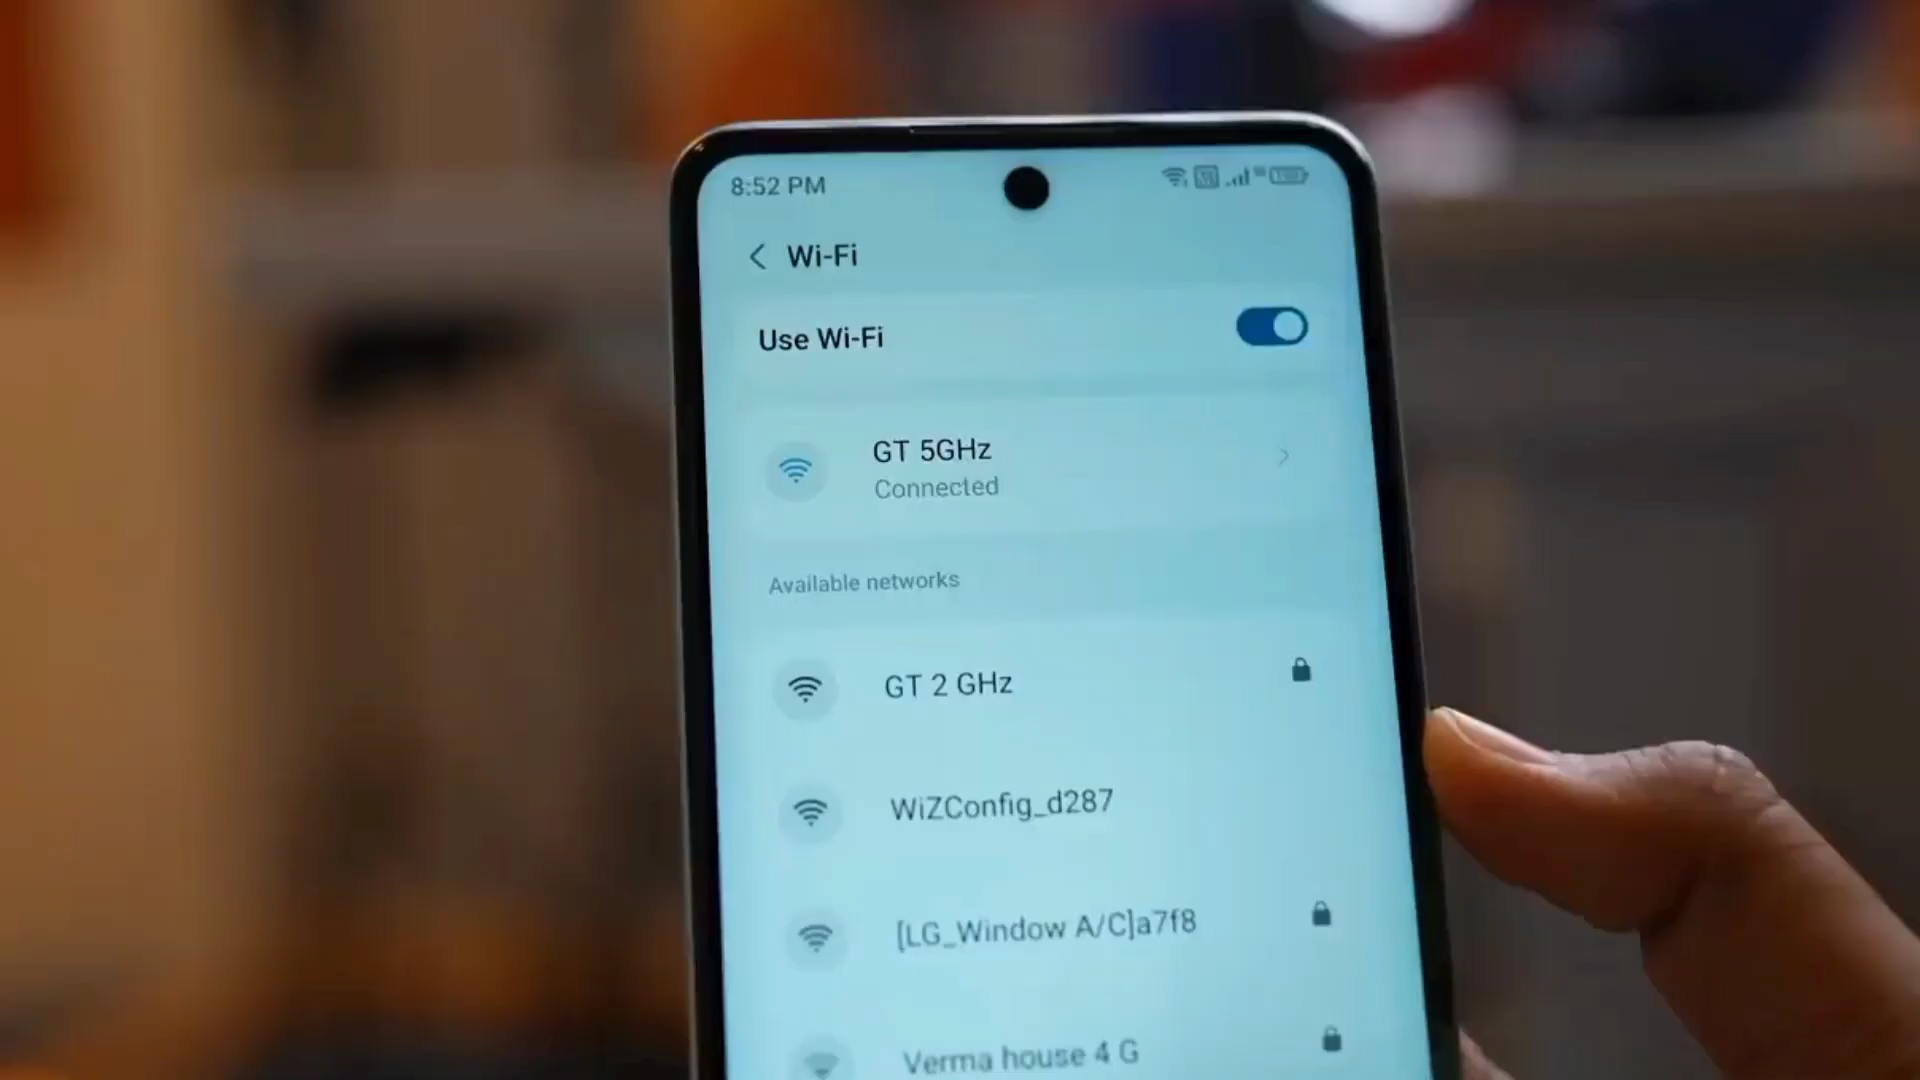 8:52 PM
Wi-Fi
Use Wi-Fi
GT 5GHz
Connected
Available networks
GT 2 GHz
WiZConfig_d287
[LG_Window A/C]a7f8
Verma house 4 G